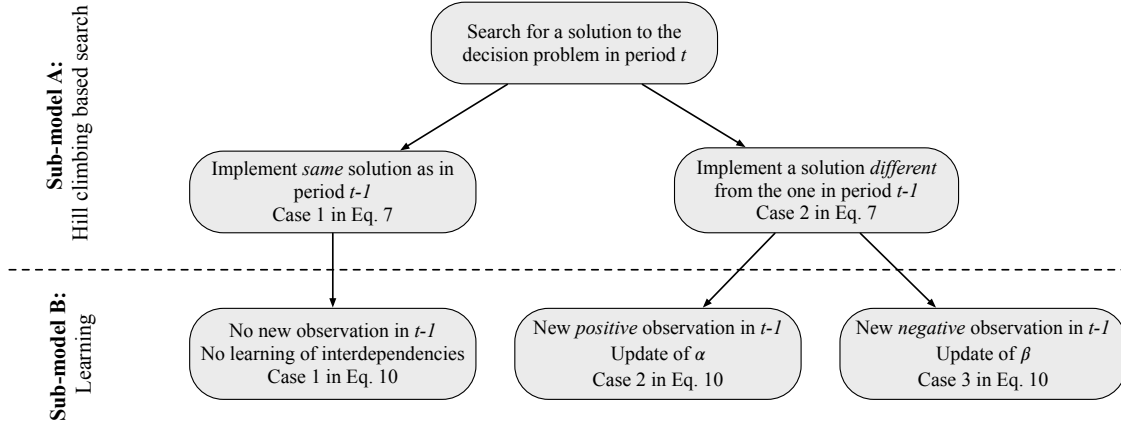 Sub-model A:
Hill climbing based search
Search for a solution to the
decision problem in period t
Implement same solution as in
period t-1
Case 1 in Eq. 7
Implement a solution different
from the one in period t-1
Case 2 in Eq. 7
Sub-model B:
Learning
No new observation in t-1
No learning of interdependencies
Case 1 in Eq. 10
New positive observation in t-1
Update of α
Case 2 in Eq. 10
New negative observation in t-1
Update of β
Case 3 in Eq. 10